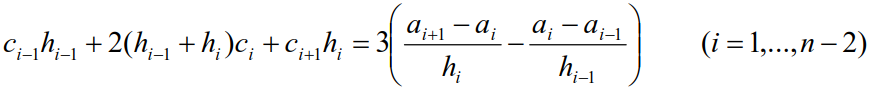 c_{i-1}h_{i-1} + 2(h_{i-1} + h_i)c_i + c_{i+1}h_i = 3\left(\frac{a_{i+1} - a_i}{h_i} - \frac{a_i - a_{i-1}}{h_{i-1}}\right) \quad (i = 1,...,n-2)